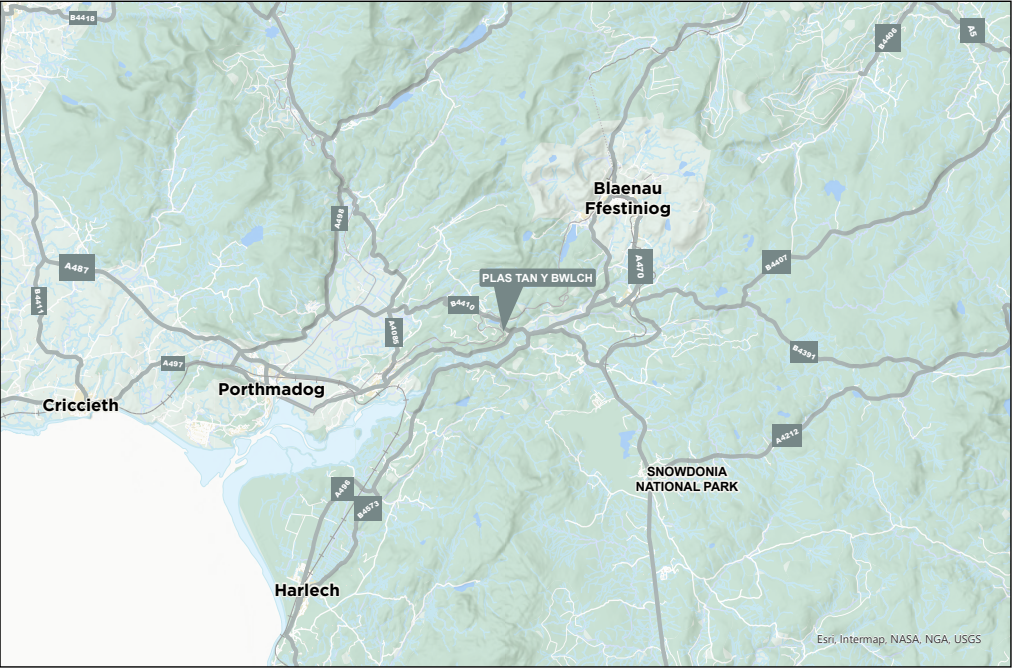 B4418
B4406
A5
Blaenau
Ffestiniog
A498
A487
A470
B4407
PLAS TAN Y BWLCH
B4411
B4410
A4085
B4391
A497
Porthmadog
Criccieth
A4212
SNOWDONIA
NATIONAL PARK
A496
B4573
Harlech
Esri, Intermap, NASA, NGA, USGS